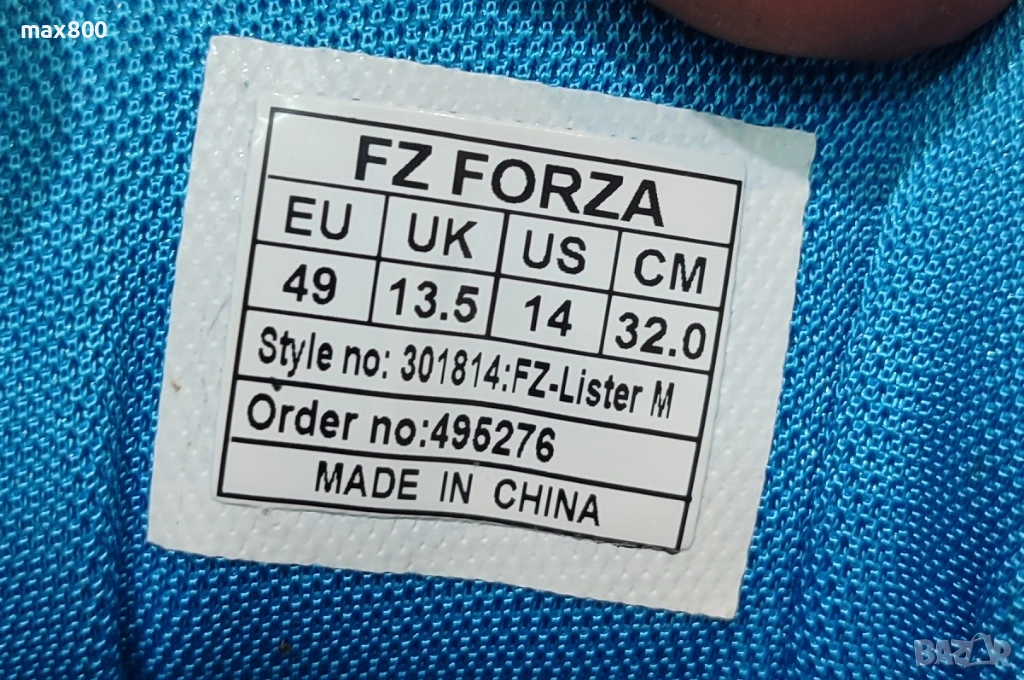 max800
FZ FORZA
EU UK US CM
49 13.5 14 32.0
Style no: 301814:FZ-Lister M
Order no:495276
MADE IN CHINA
BAZAR